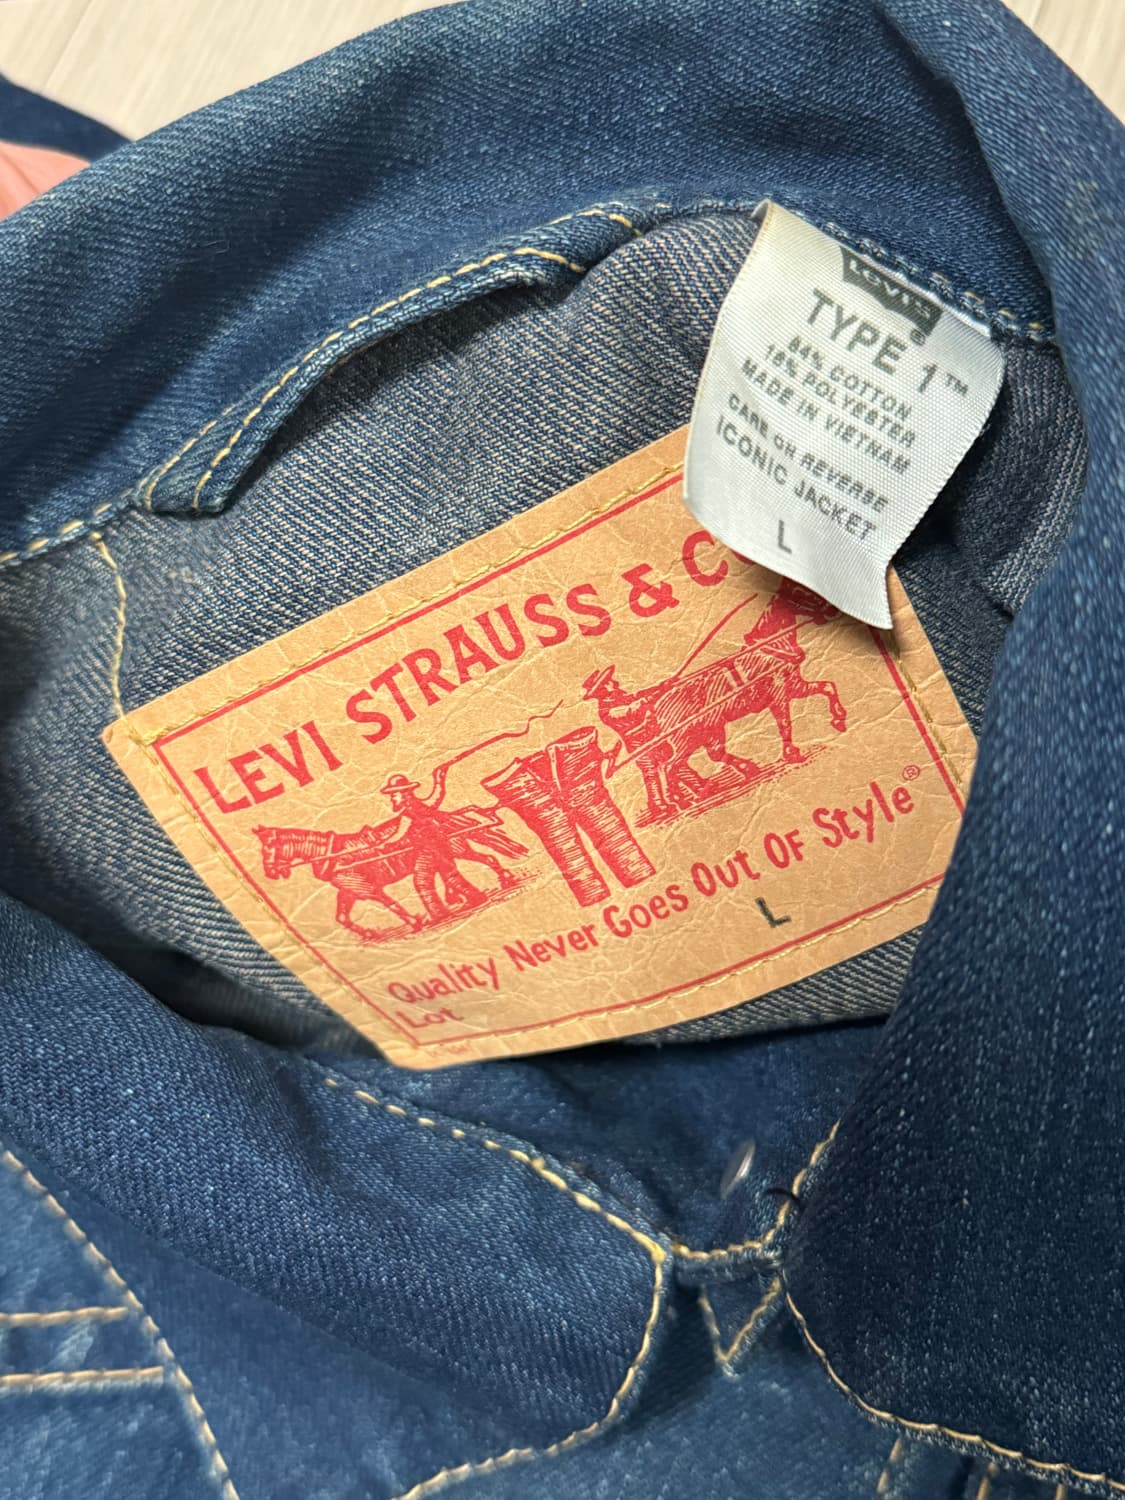 LEVI'S®
TYPE 1™
84% COTTON
16% POLYESTER
MADE IN VIETNAM
CARE ON REVERSE
ICONIC JACKET
L
LEVI STRAUSS & C
Quality Never Goes Out Of Style®
Lot
L